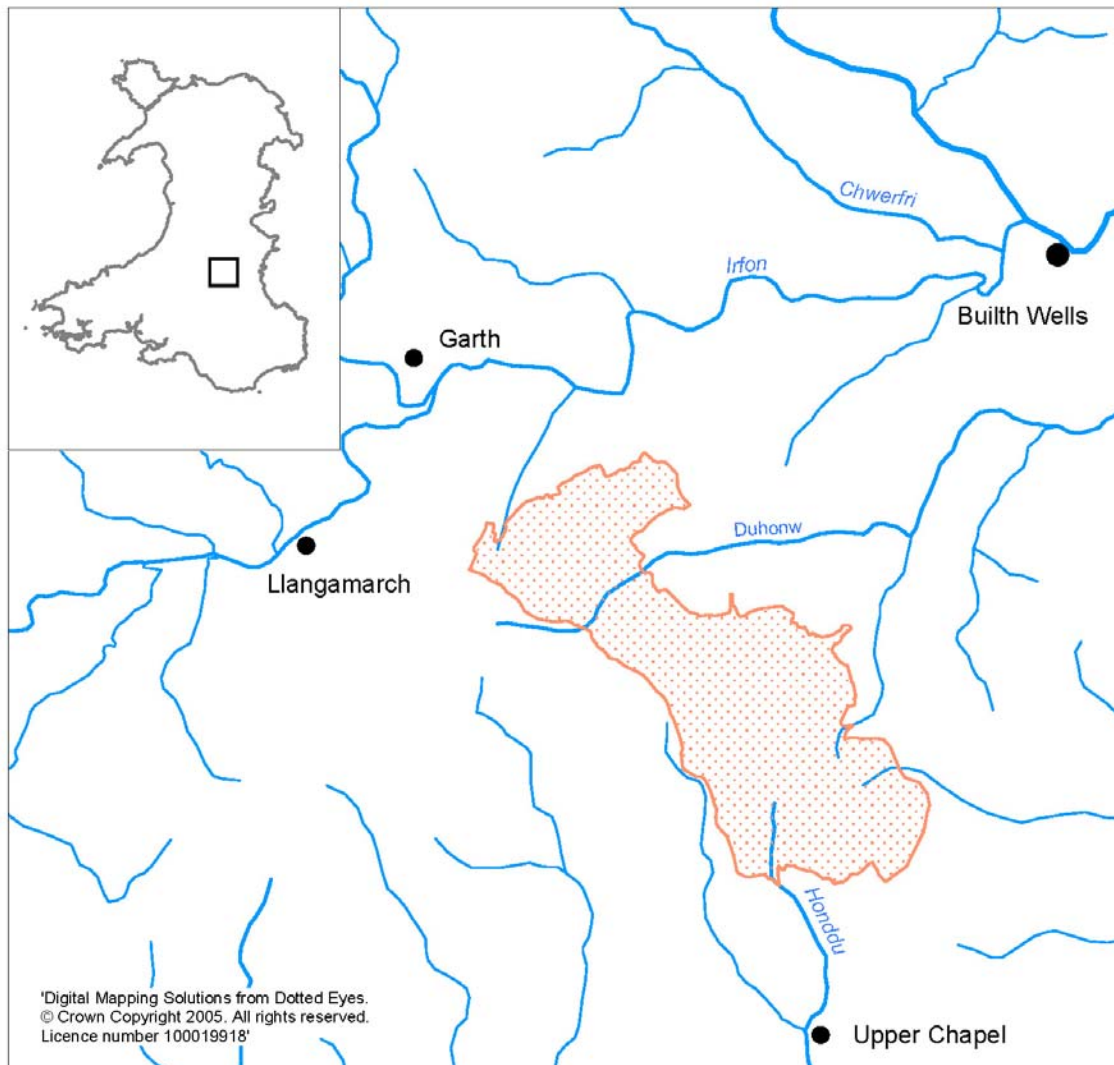 Chwerfri
Irfon
Builth Wells
Garth
Duhonw
Llangamarch
Honddu
'Digital Mapping Solutions from Dotted Eyes.
© Crown Copyright 2005. All rights reserved.
Licence number 100019918'
Upper Chapel